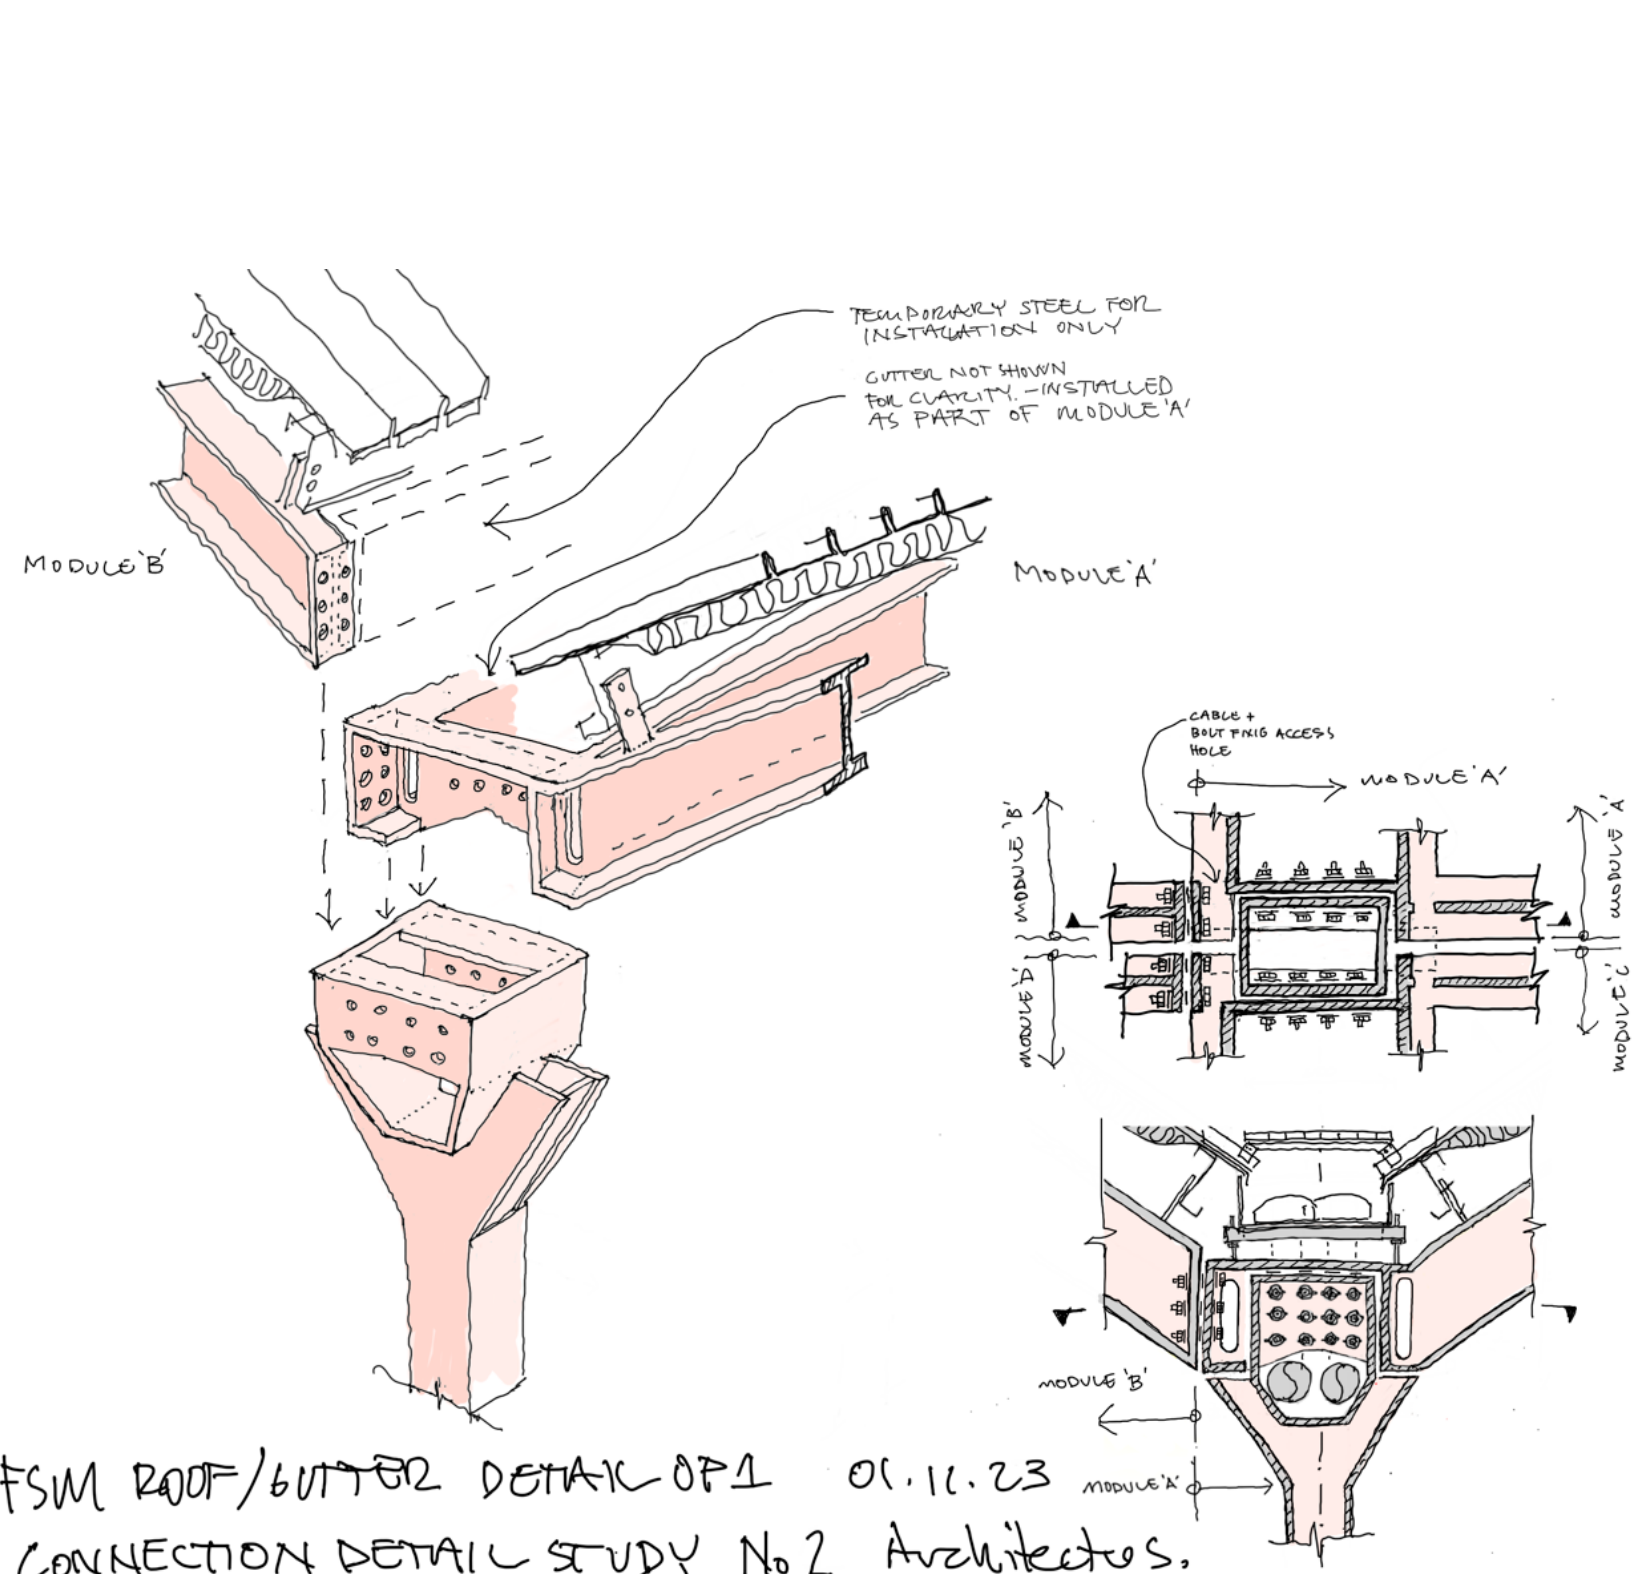 TEMPORARY STEEL FOR
INSTALLATION ONLY
GUTTER NOT SHOWN
FOR CLARITY. - INSTALLED
AS PART OF MODULE 'A'
MODULE 'B'
MODULE 'A'
CABLE +
BOLT FIXIG ACCESS
HOLE
MODULE 'A'
MODULE 'B'
MODULE 'A'
MODULE 'D'
MODULE 'C'
MODULE 'B'
MODULE 'A'
FSM ROOF/GUTTER DETAIL OP1 01.11.23
CONNECTION DETAIL STUDY No 2 Architectus.